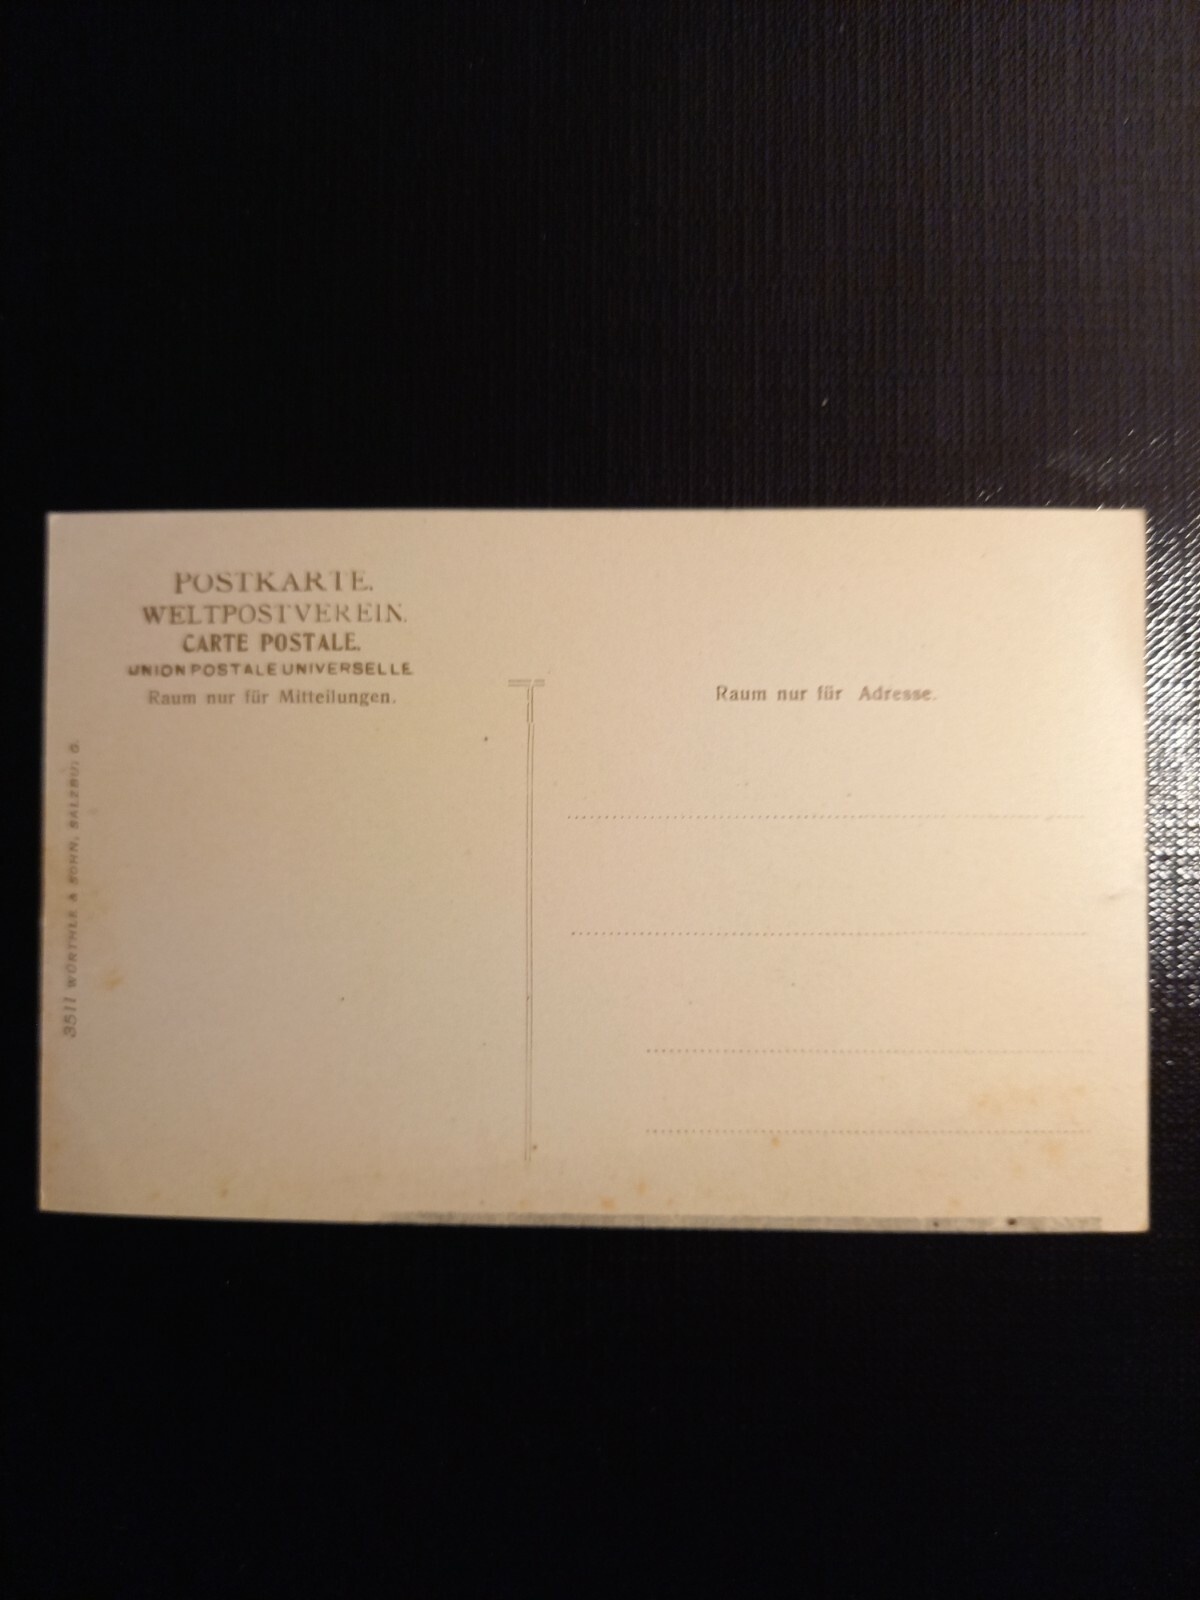 POSTKARTE.
WELTPOSTVEREIN.
CARTE POSTALE.
UNION POSTALE UNIVERSELLE
Raum nur für Mitteilungen.
Raum nur für Adresse.
3511 WÜRTHLE & SOHN, SALZBURG.